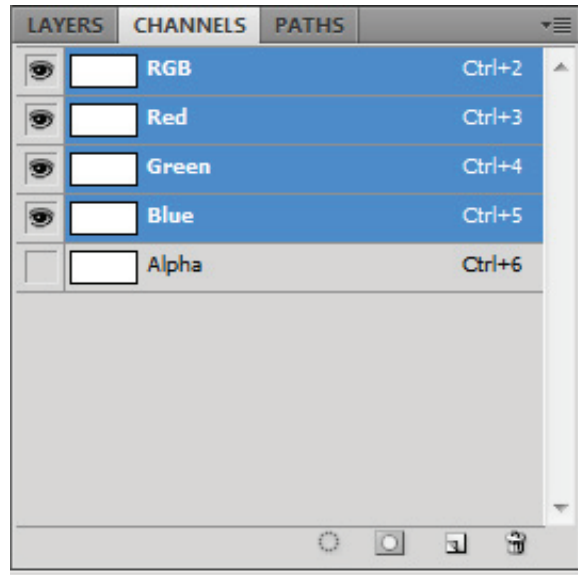 LAYERS CHANNELS PATHS
RGB Ctrl+2
Red Ctrl+3
Green Ctrl+4
Blue Ctrl+5
Alpha Ctrl+6